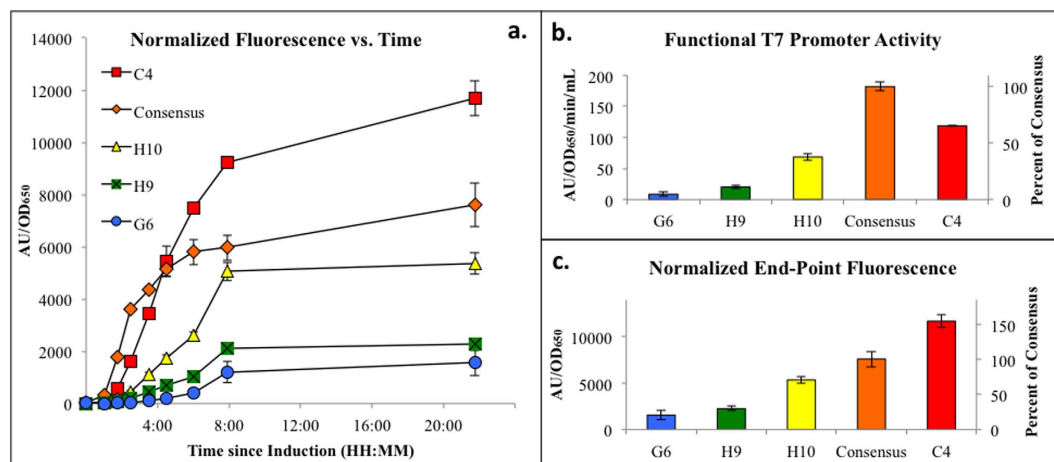 Normalized Fluorescence vs. Time
a.
14000
12000
10000
8000
6000
4000
2000
0
AU/OD650
C4
Consensus
H10
H9
G6
4:00
8:00
12:00
16:00
20:00
Time since Induction (HH:MM)
b.
Functional T7 Promoter Activity
200
150
100
50
0
AU/OD650/min/mL
100
50
0
Percent of Consensus
G6
H9
H10
Consensus
C4
c.
Normalized End-Point Fluorescence
10000
5000
0
AU/OD650
150
100
50
0
Percent of Consensus
G6
H9
H10
Consensus
C4